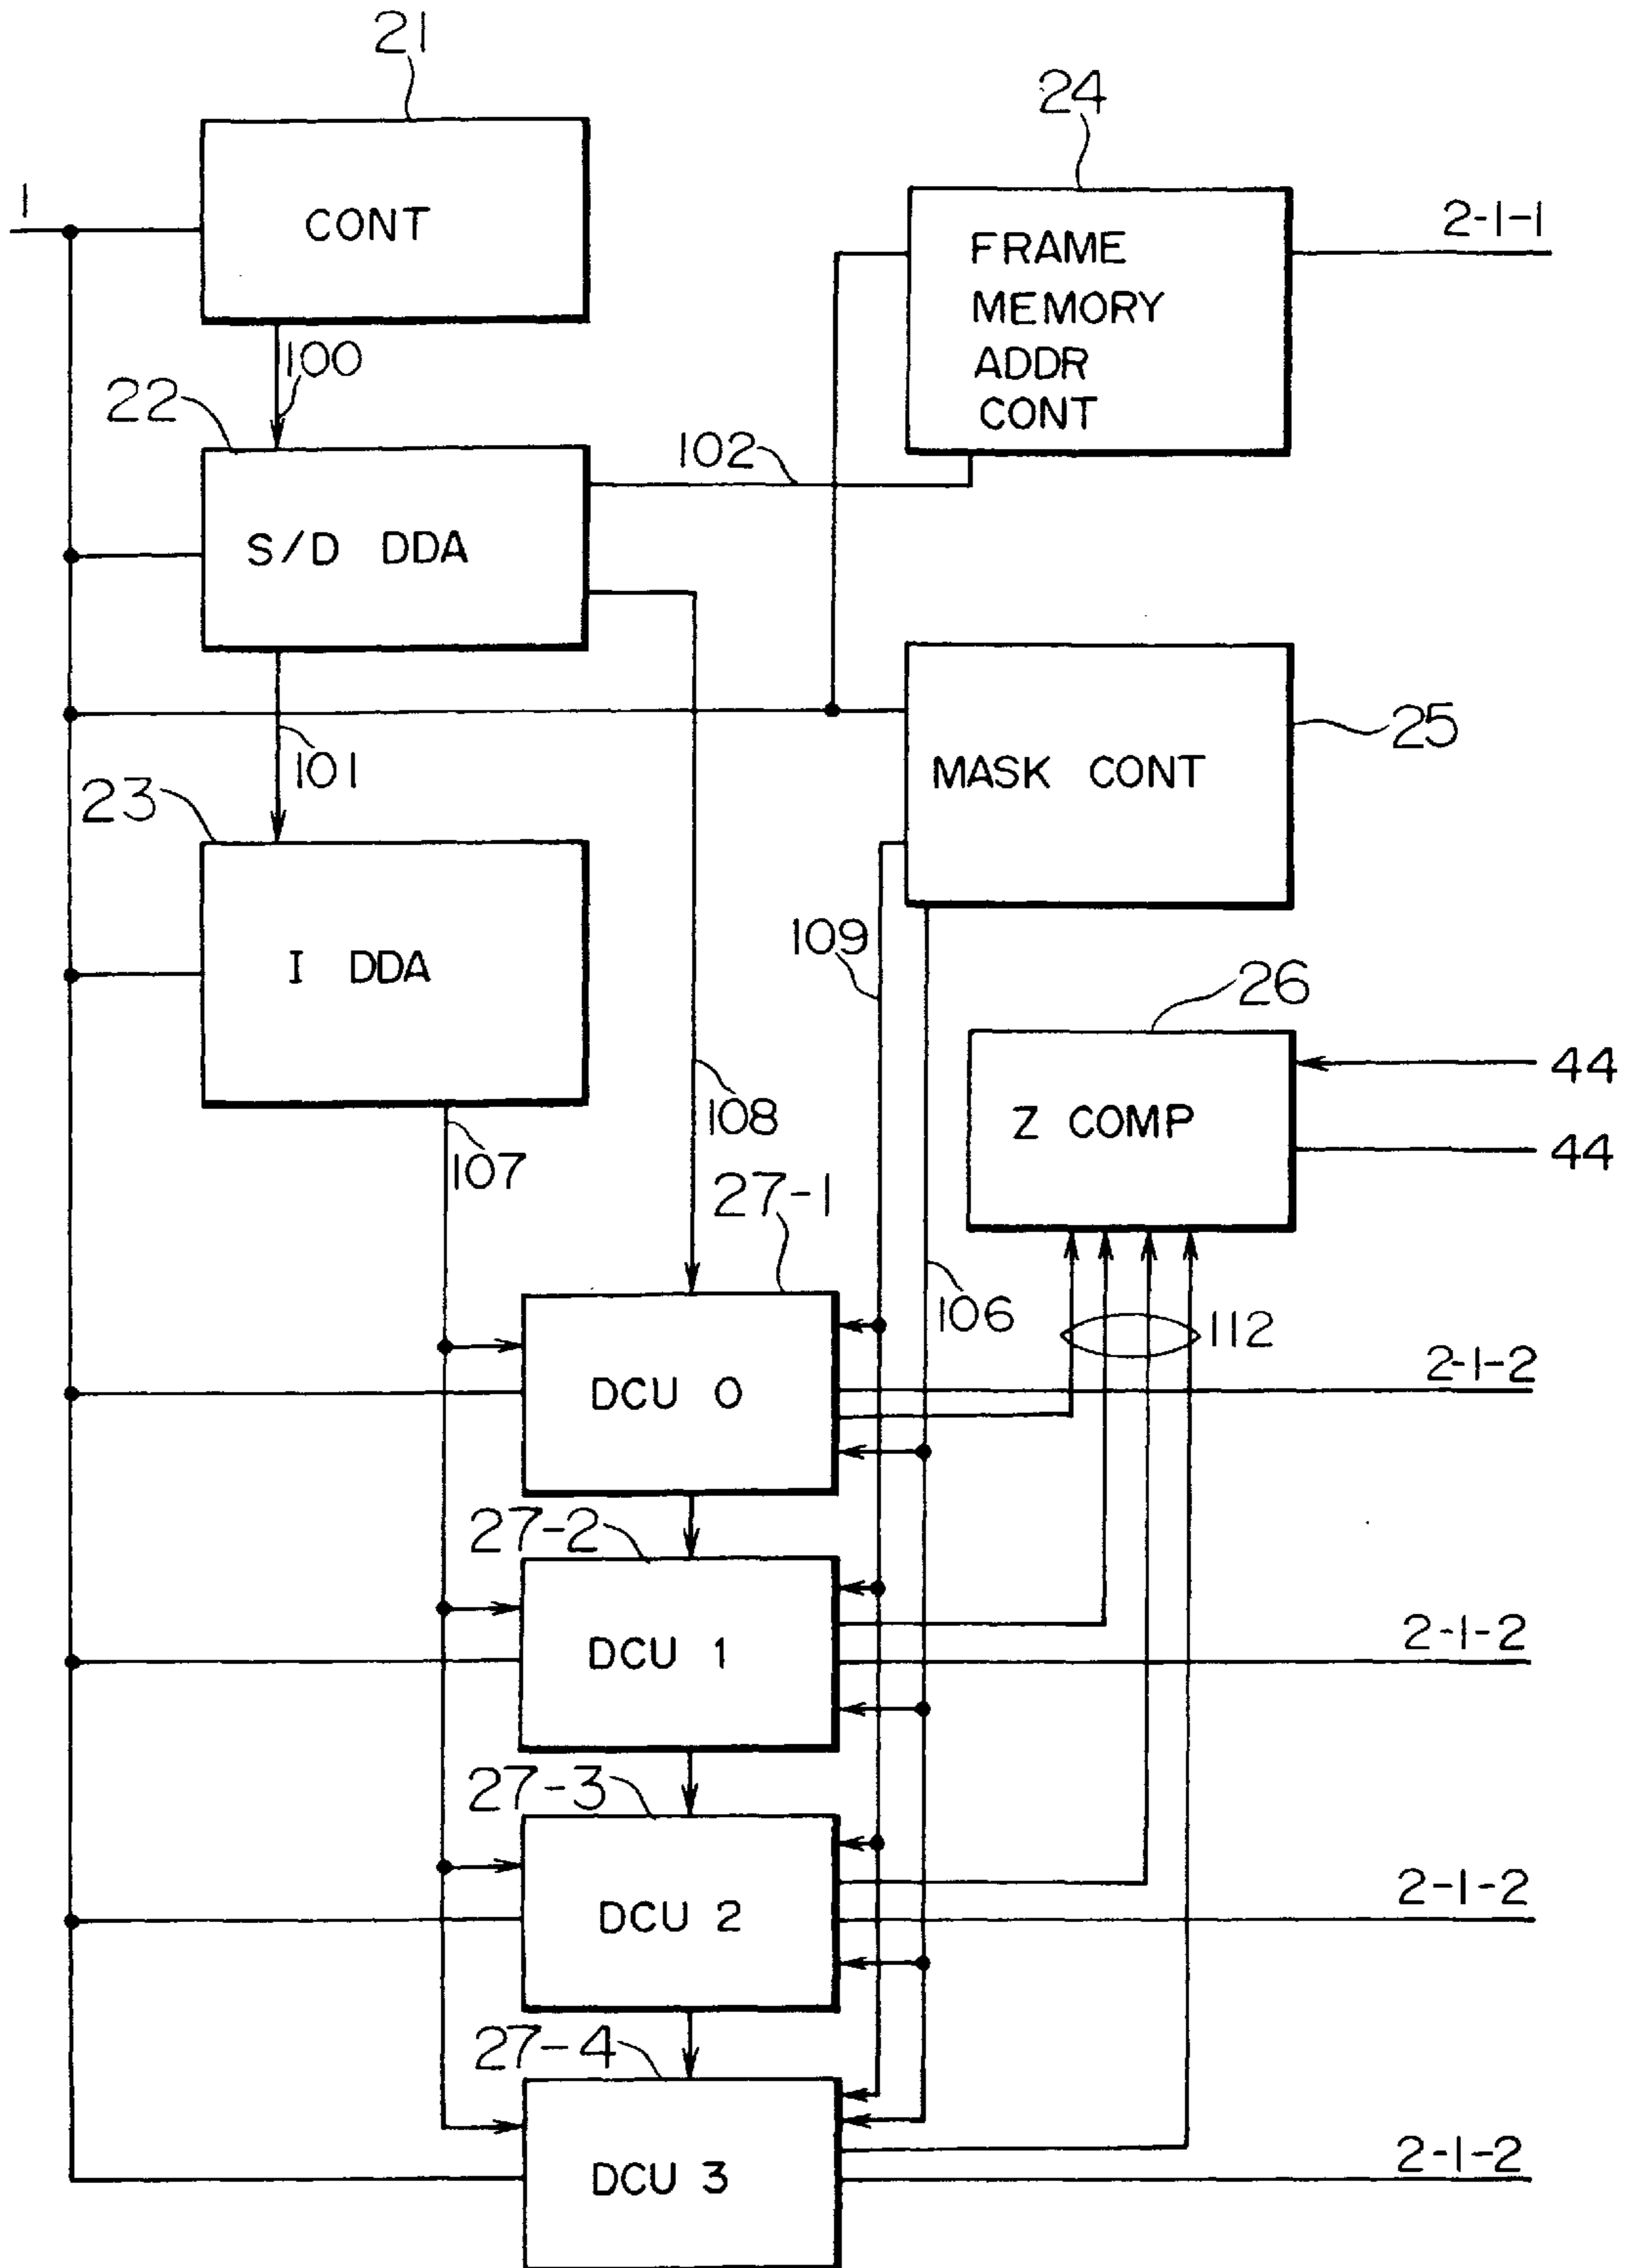 21
24
1
CONT
2-1-1
FRAME
MEMORY
ADDR
CONT
100
22
102
S/D DDA
25
101
MASK CONT
23
109
I DDA
26
44
108
Z COMP
107
44
27-1
106
112
2-1-2
DCU 0
27-2
2-1-2
DCU 1
27-3
2-1-2
DCU 2
27-4
2-1-2
DCU 3